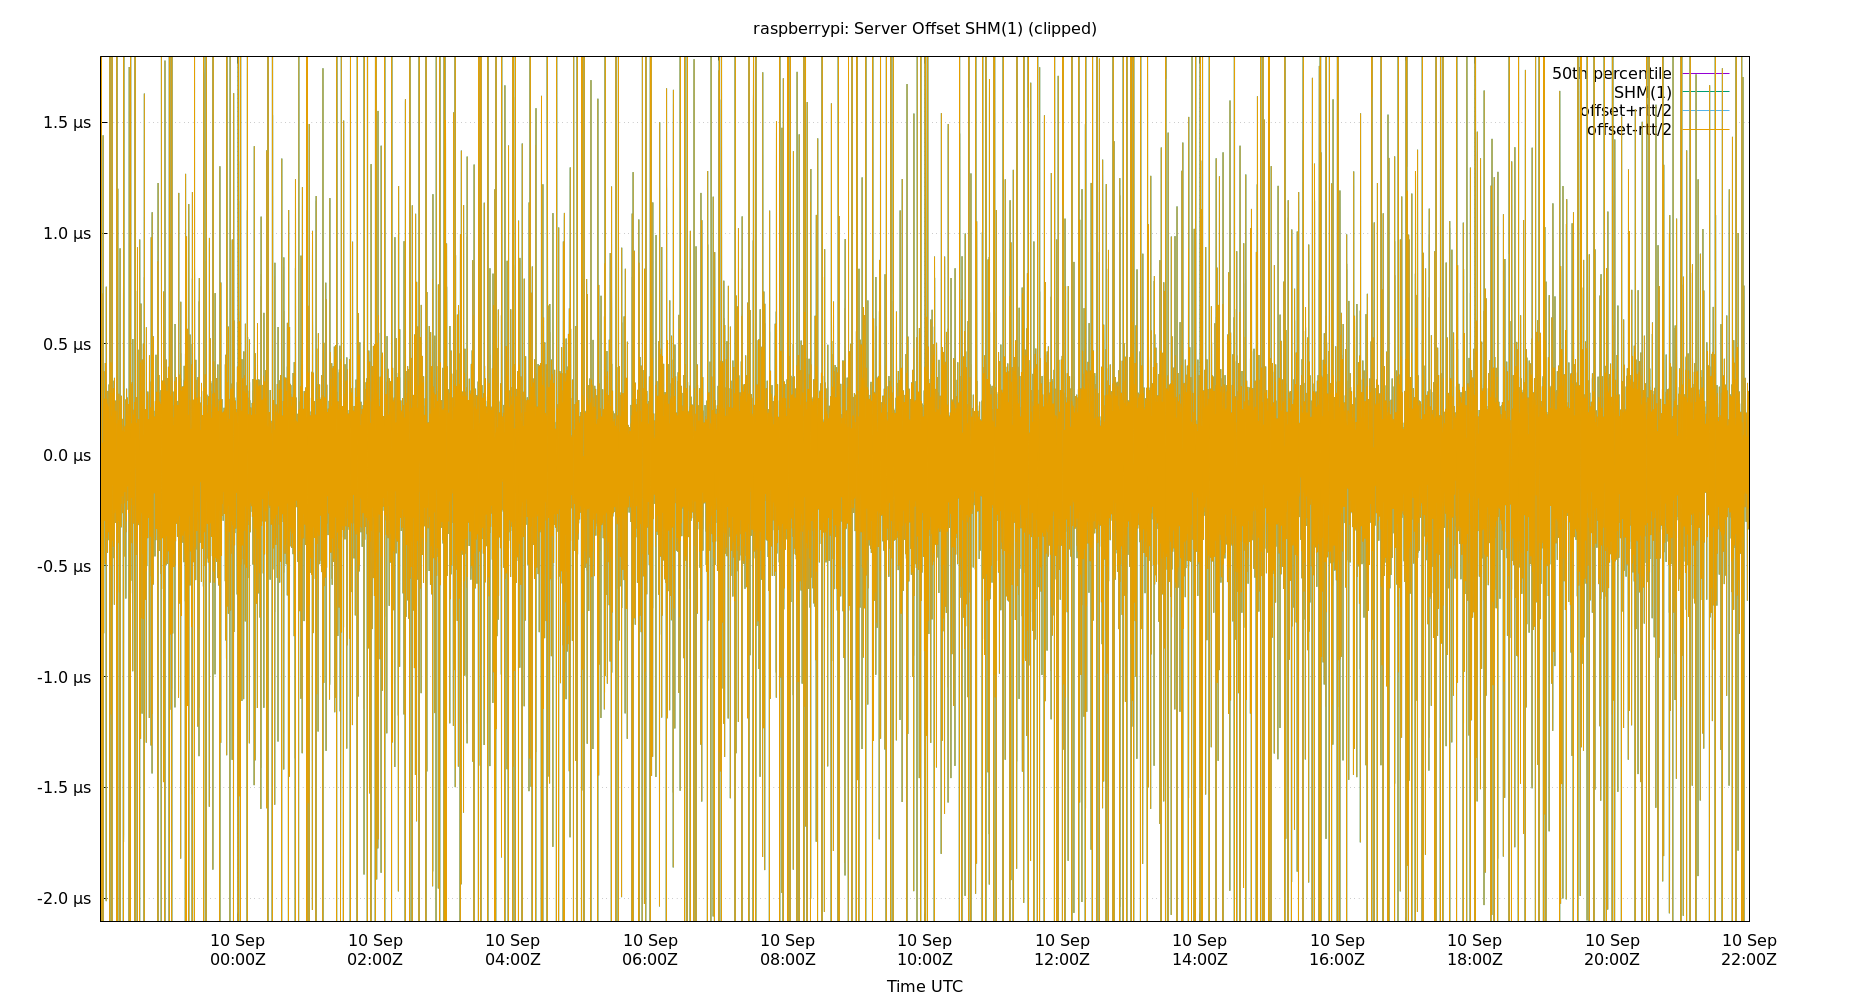 raspberrypi: Server Offset SHM(1) (clipped)
50th percentile
SHM(1)
offset+rtt/2
offset-rtt/2
1.5 µs
1.0 µs
0.5 µs
0.0 µs
-0.5 µs
-1.0 µs
-1.5 µs
-2.0 µs
10 Sep 10 Sep 10 Sep 10 Sep 10 Sep 10 Sep 10 Sep 10 Sep 10 Sep 10 Sep 10 Sep 10 Sep
00:00Z 02:00Z 04:00Z 06:00Z 08:00Z 10:00Z 12:00Z 14:00Z 16:00Z 18:00Z 20:00Z 22:00Z
Time UTC